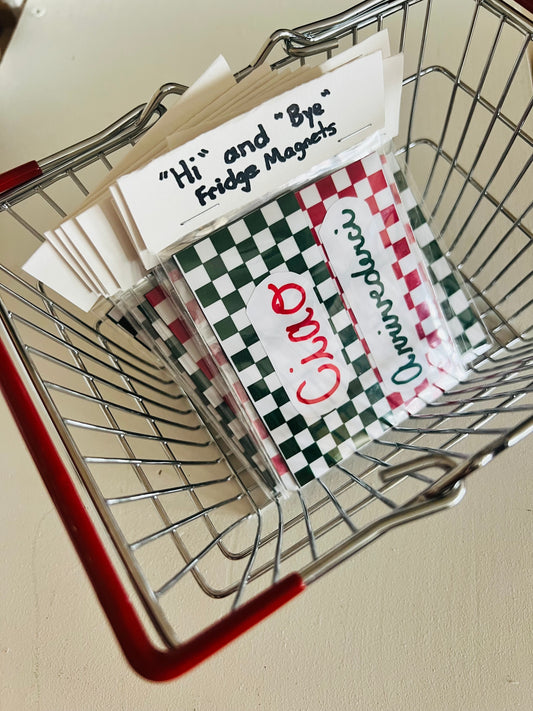 "Hi" and "Bye"
Fridge Magnets
Ciao
arrivederci